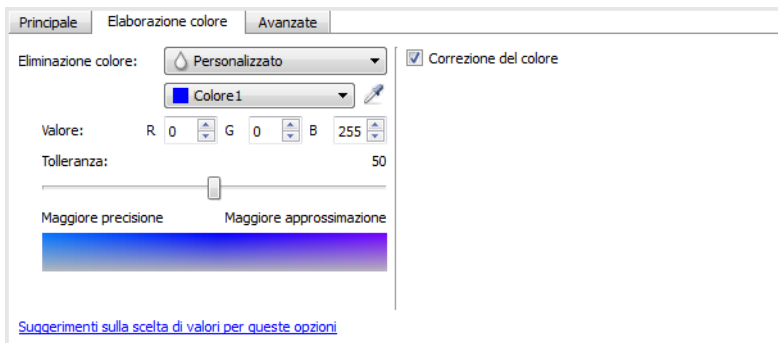 Principale Elaborazione colore Avanzate
Eliminazione colore: Personalizzato
Correzione del colore
Colore1
Valore: R 0 G 0 B 255
Tolleranza: 50
Maggiore precisione Maggiore approssimazione
Suggerimenti sulla scelta di valori per queste opzioni